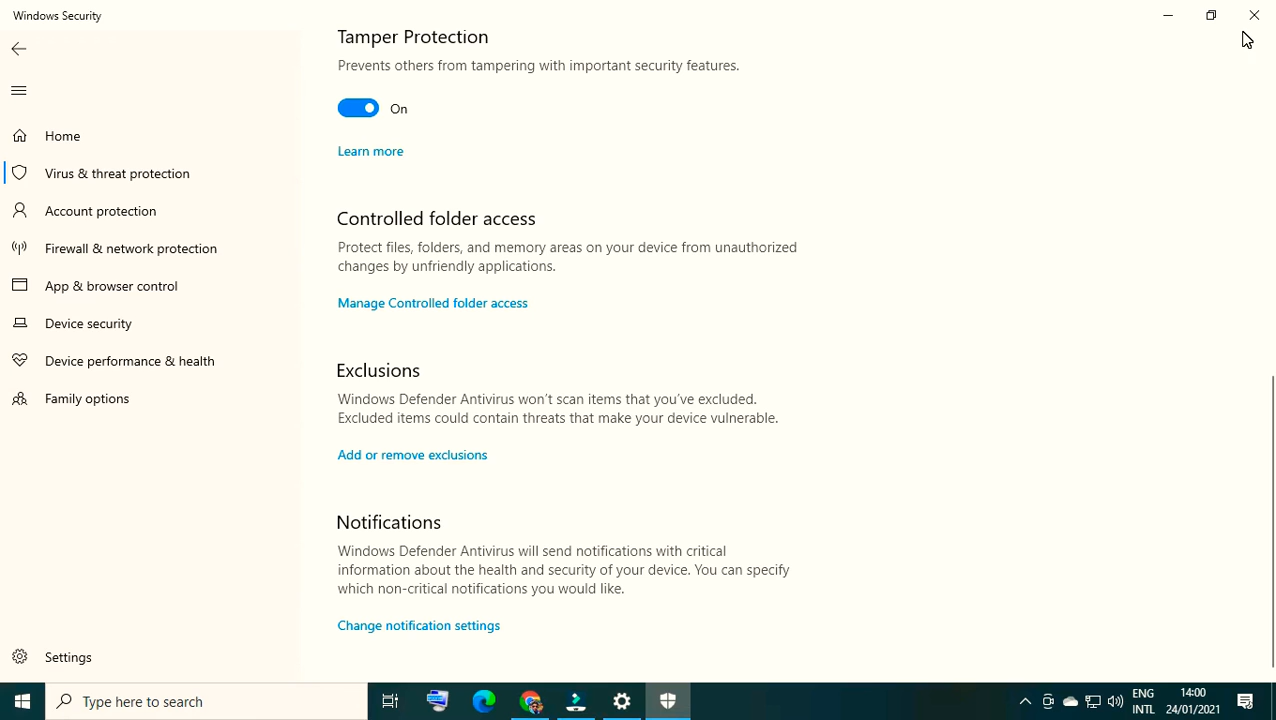 Windows Security
Home
Virus & threat protection
Account protection
Firewall & network protection
App & browser control
Device security
Device performance & health
Family options
Settings
Tamper Protection
Prevents others from tampering with important security features.
On
Learn more
Controlled folder access
Protect files, folders, and memory areas on your device from unauthorized
changes by unfriendly applications.
Manage Controlled folder access
Exclusions
Windows Defender Antivirus won't scan items that you've excluded.
Excluded items could contain threats that make your device vulnerable.
Add or remove exclusions
Notifications
Windows Defender Antivirus will send notifications with critical
information about the health and security of your device. You can specify
which non-critical notifications you would like.
Change notification settings
Type here to search
ENG
INTL
14:00
24/01/2021